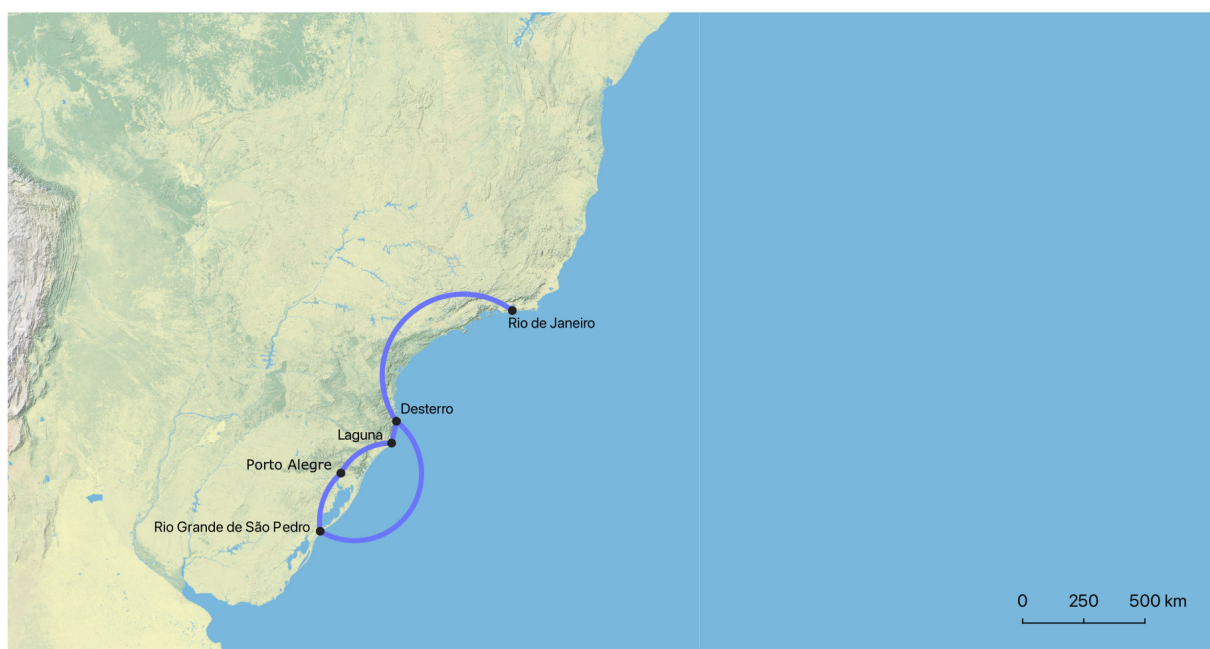 Rio de Janeiro
Desterro
Laguna
Porto Alegre
Rio Grande de São Pedro
0 250 500 km